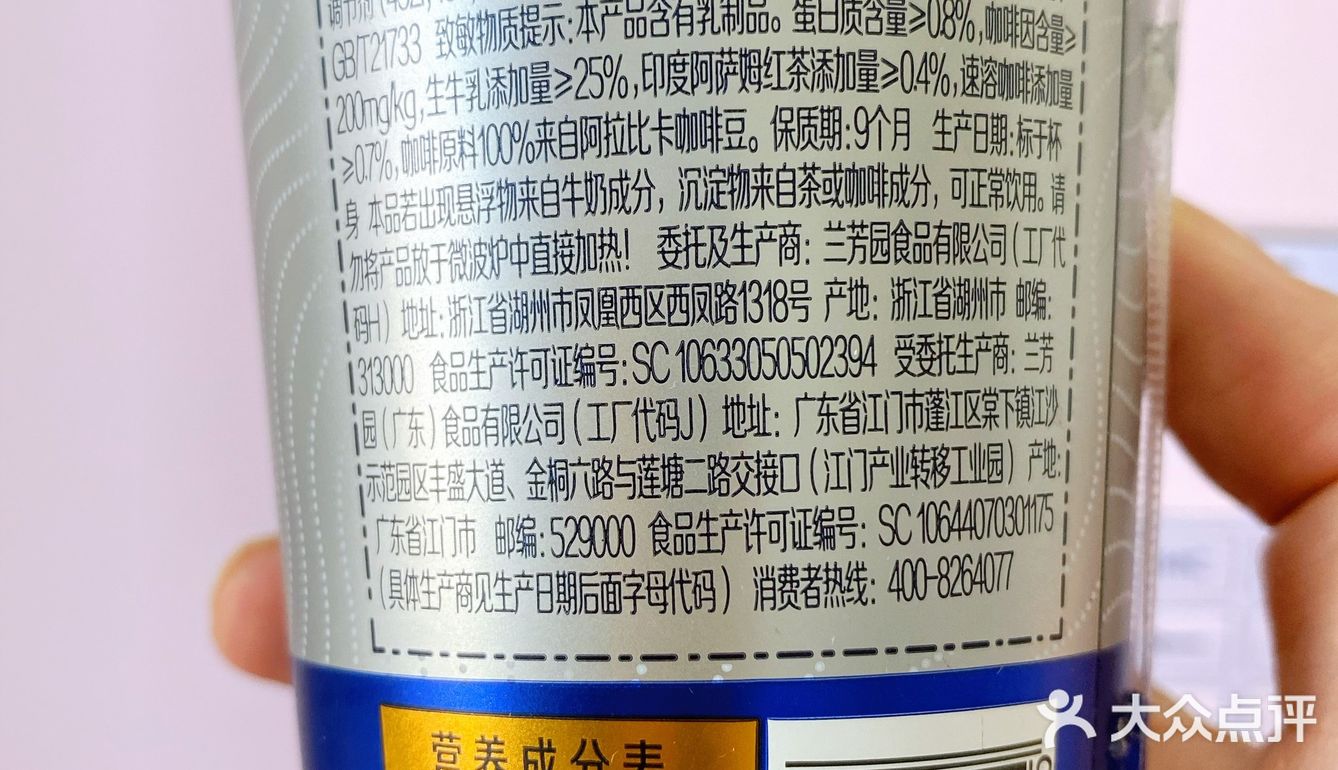 调节剂
GB/T21733 致敏物质提示:本产品含有乳制品。蛋白质含量≥0.8%,咖啡因含量≥
200mg/kg,生牛乳添加量≥25%,印度阿萨姆红茶添加量≥0.4%,速溶咖啡添加量
≥0.7%,咖啡原料100%来自阿拉比卡咖啡豆。保质期:9个月 生产日期:标于杯
身 本品若出现悬浮物来自牛奶成分，沉淀物来自茶或咖啡成分，可正常饮用。请
勿将产品放于微波炉中直接加热! 委托及生产商：兰芳园食品有限公司(工厂代
码H) 地址：浙江省湖州市凤凰西区西凤路1318号 产地：浙江省湖州市 邮编:
313000 食品生产许可证编号:SC 10633050502394 受委托生产商：兰芳
园(广东)食品有限公司(工厂代码J) 地址：广东省江门市蓬江区棠下镇江沙
示范园区丰盛大道、金桐六路与莲塘二路交接口(江门产业转移工业园) 产地:
广东省江门市 邮编:529000 食品生产许可证编号：SC 10644070301175
(具体生产商见生产日期后面字母代码) 消费者热线：400-8264077
营养成分表
大众点评